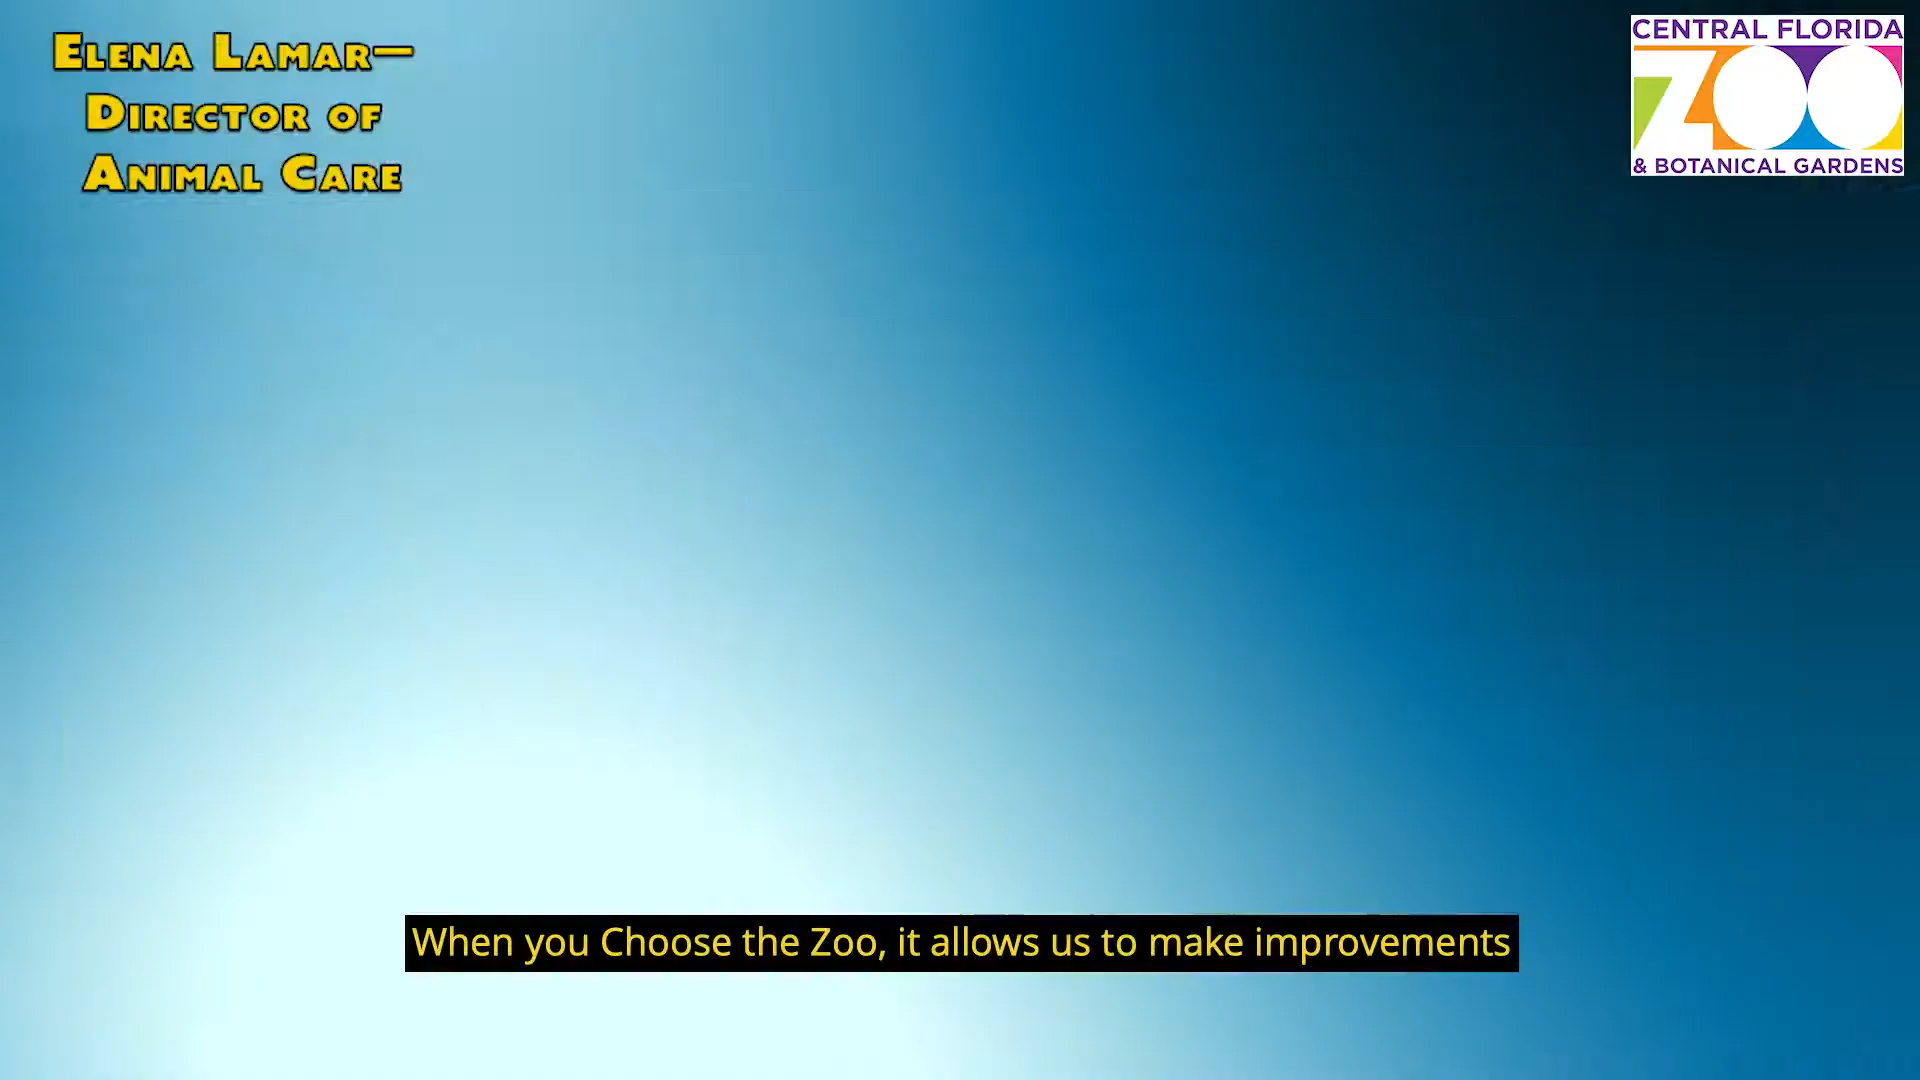 Elena Lamar—
Director of
Animal Care
CENTRAL FLORIDA
ZOO
& BOTANICAL GARDENS
When you Choose the Zoo, it allows us to make improvements